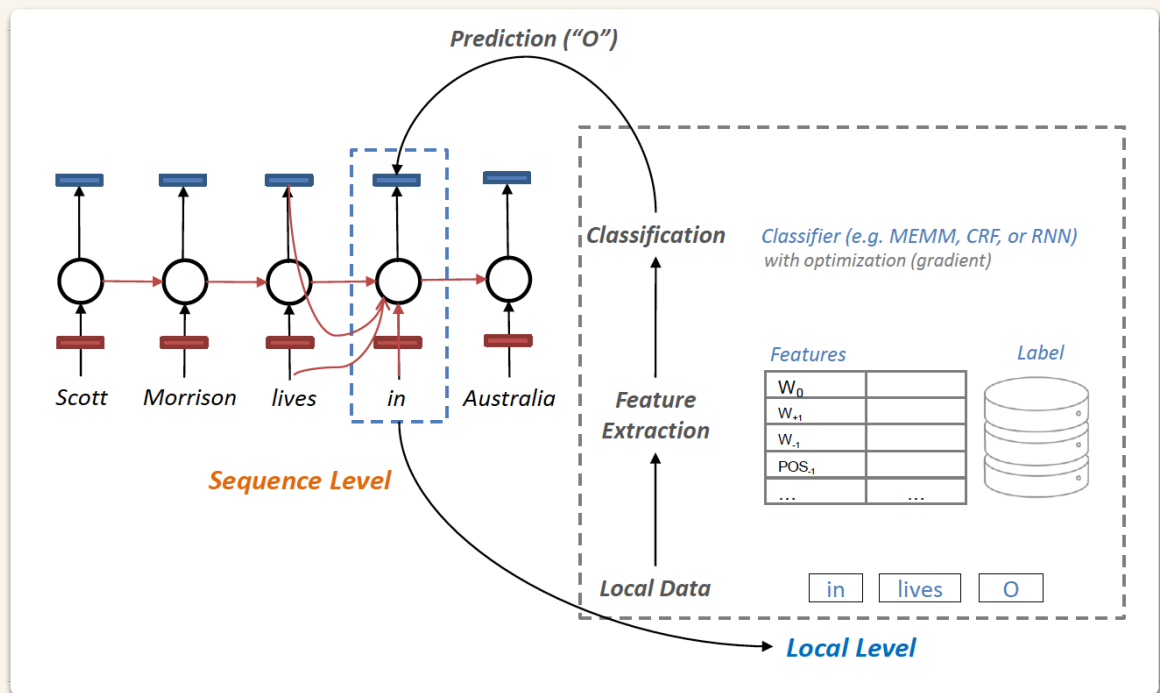 Prediction (“O”)
Scott Morrison lives in Australia
Sequence Level
Classification
Classifier (e.g. MEMM, CRF, or RNN)
with optimization (gradient)
Feature
Extraction
Features
Label
W0
W+1
W-1
POS-1
... ...
Local Data
in lives O
Local Level